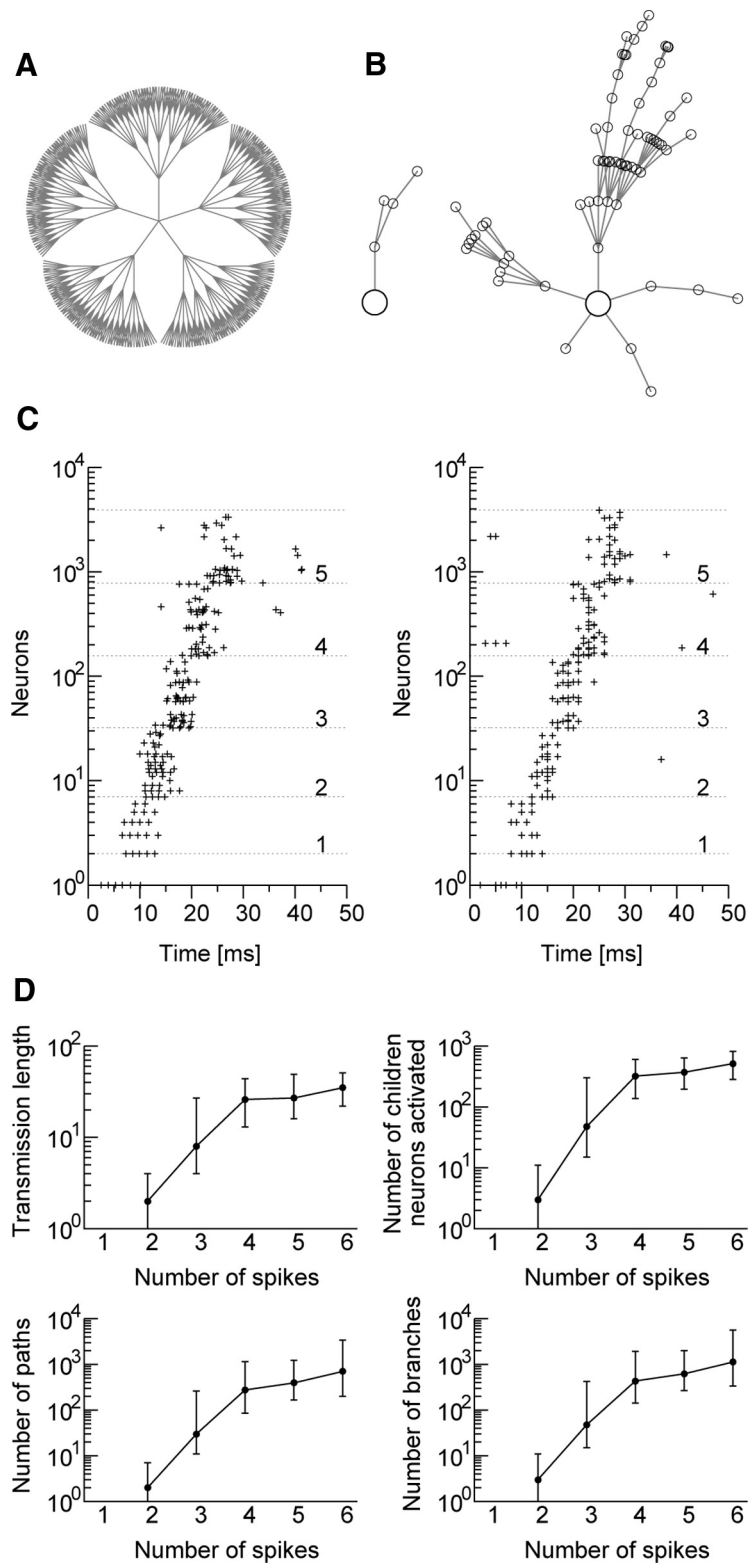 A
B
C
10^4
10^3
10^2
10^1
10^0
Neurons
5
4
3
2
1
0 10 20 30 40 50
Time [ms]
10^4
10^3
10^2
10^1
10^0
Neurons
5
4
3
2
1
0 10 20 30 40 50
Time [ms]
D
Transmission length
10^2
10^1
10^0
1 2 3 4 5 6
Number of spikes
Number of children
neurons activated
10^3
10^2
10^1
10^0
1 2 3 4 5 6
Number of spikes
Number of paths
10^4
10^3
10^2
10^1
10^0
1 2 3 4 5 6
Number of spikes
Number of branches
10^4
10^3
10^2
10^1
10^0
1 2 3 4 5 6
Number of spikes